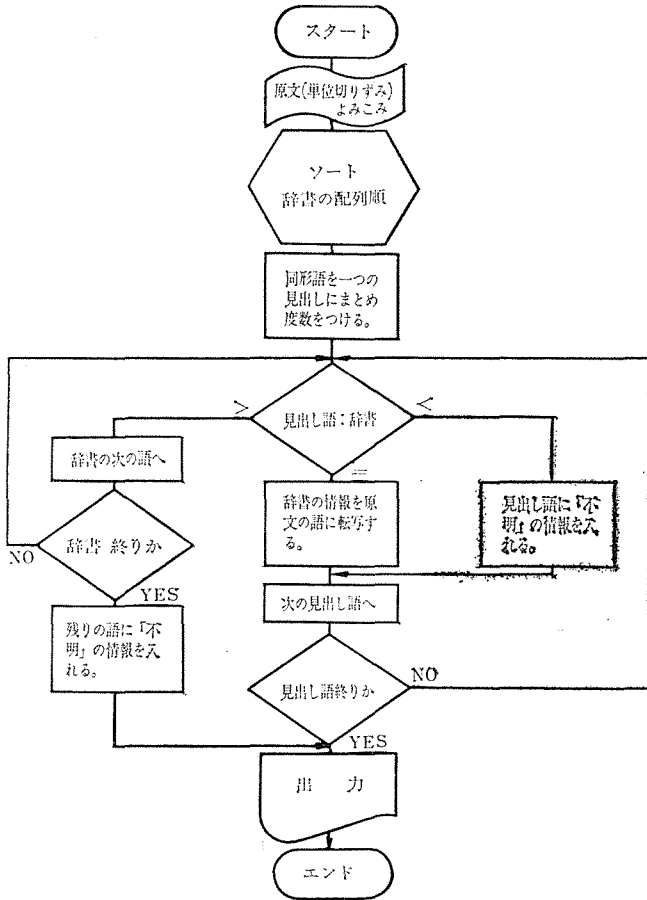 スタート
原文(単位切りずみ)
よみこみ
ソート
辞書の配列順
同形語を一つの
見出しにまとめ
度数をつける。
見出し語:辞書
>
<
=
辞書の次の語へ
辞書 終りか
NO
YES
残りの語に『不
明』の情報を入
れる。
辞書の情報を原
文の語に転写す
る。
見出し語に『不
明』の情報を入
れる。
次の見出し語へ
見出し語終りか
NO
YES
出 力
エンド